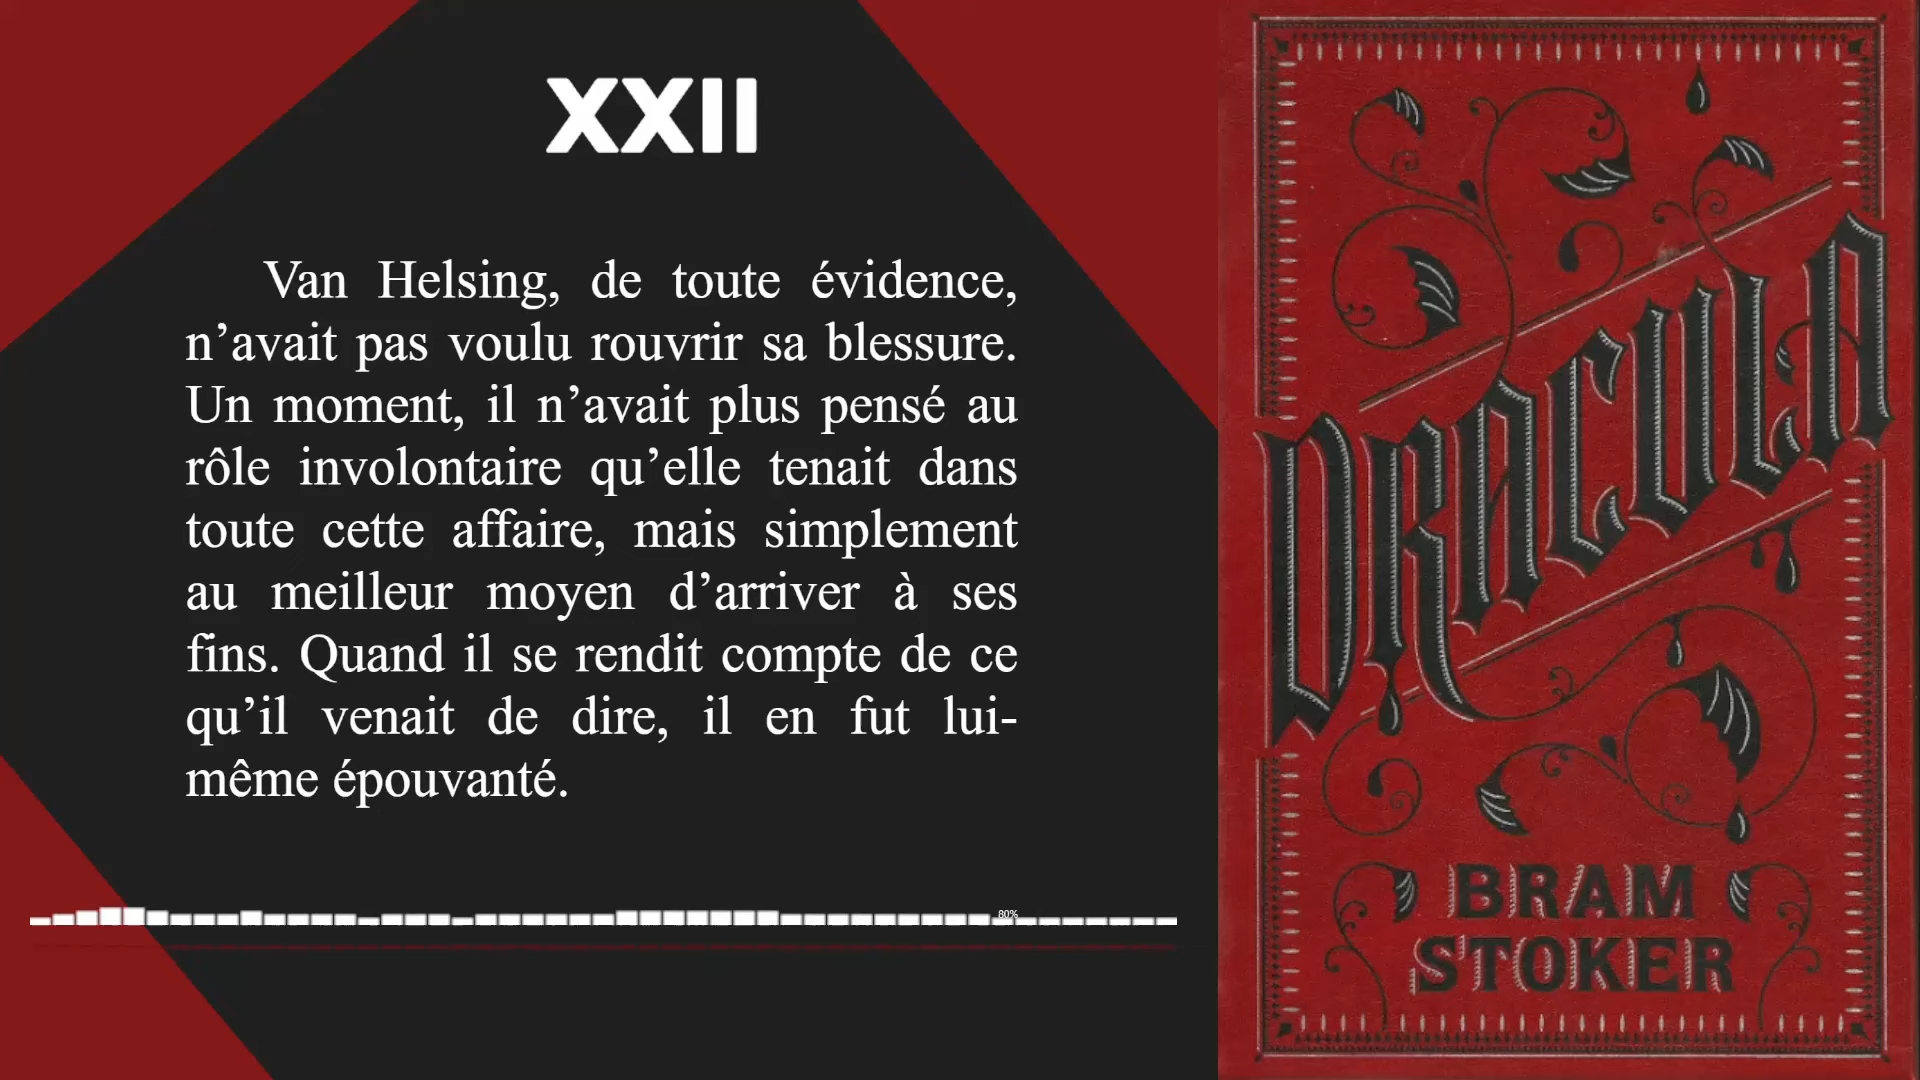 XXII
Van Helsing, de toute évidence,
n’avait pas voulu rouvrir sa blessure.
Un moment, il n’avait plus pensé au
rôle involontaire qu’elle tenait dans
toute cette affaire, mais simplement
au meilleur moyen d’arriver à ses
fins. Quand il se rendit compte de ce
qu’il venait de dire, il en fut lui-
même épouvanté.
80%
DRACULA
BRAM
STOKER